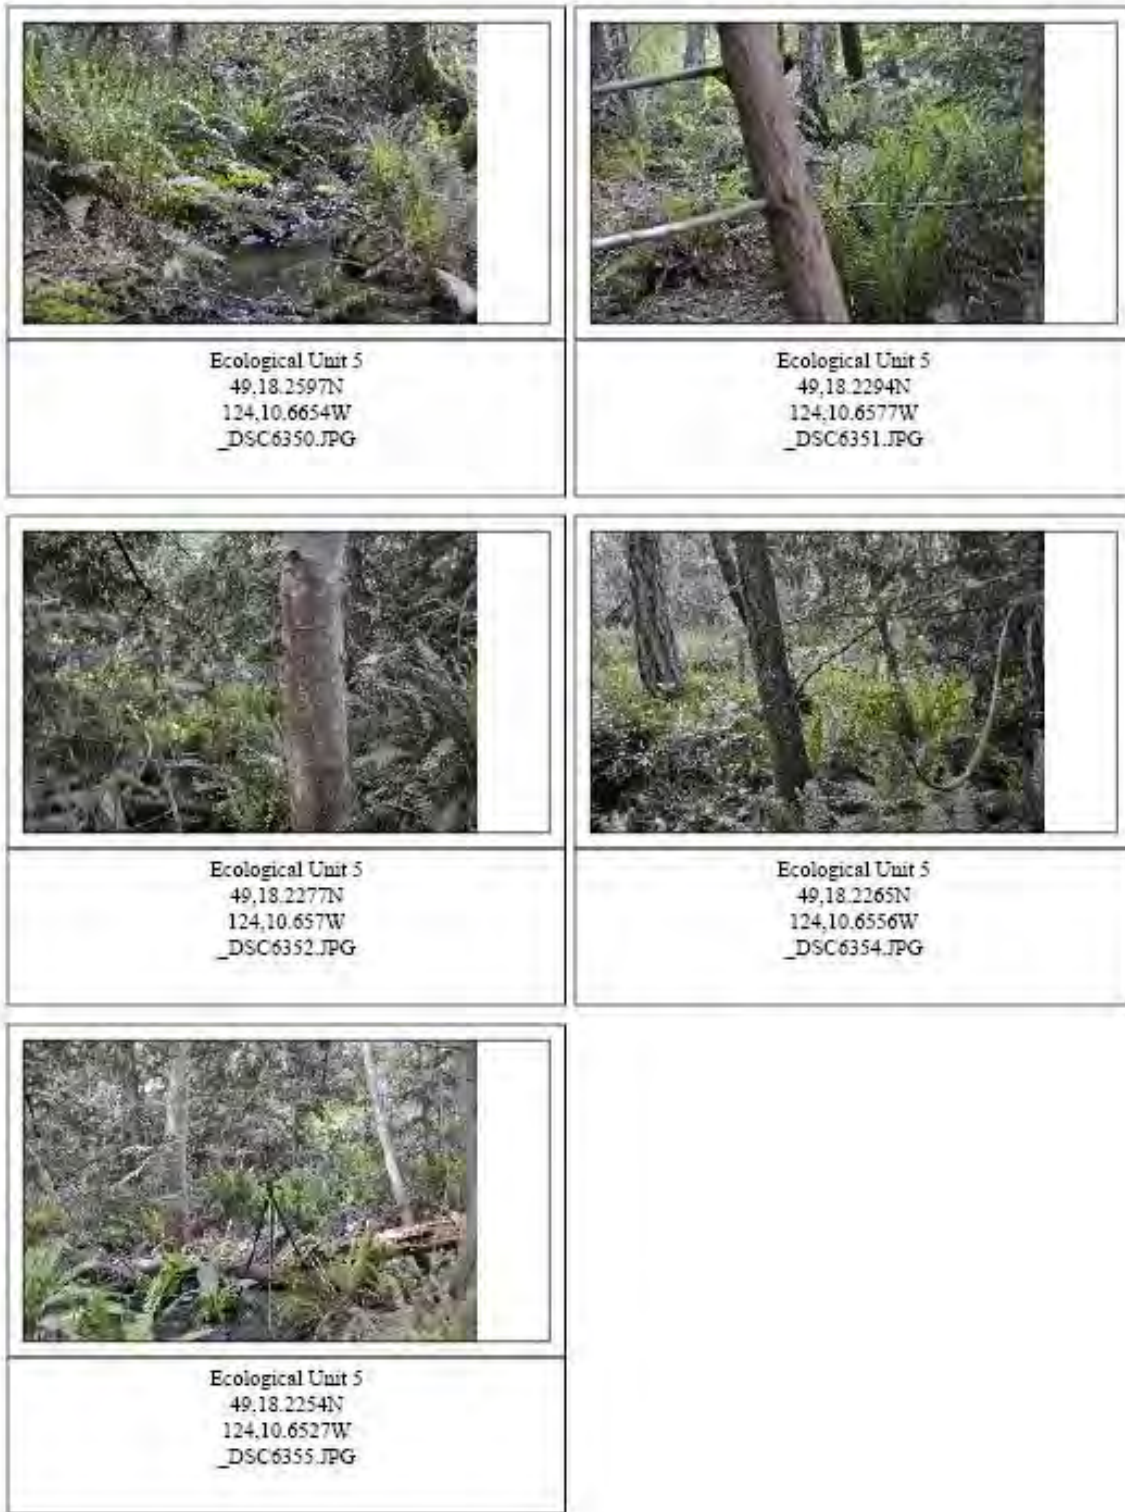 Ecological Unit 5
49,18.2597N
124,10.6654W
_DSC6350.JPG
Ecological Unit 5
49,18.2294N
124,10.6577W
_DSC6351.JPG
Ecological Unit 5
49,18.2277N
124,10.657W
_DSC6352.JPG
Ecological Unit 5
49,18.2265N
124,10.6556W
_DSC6354.JPG
Ecological Unit 5
49,18.2254N
124,10.6527W
_DSC6355.JPG